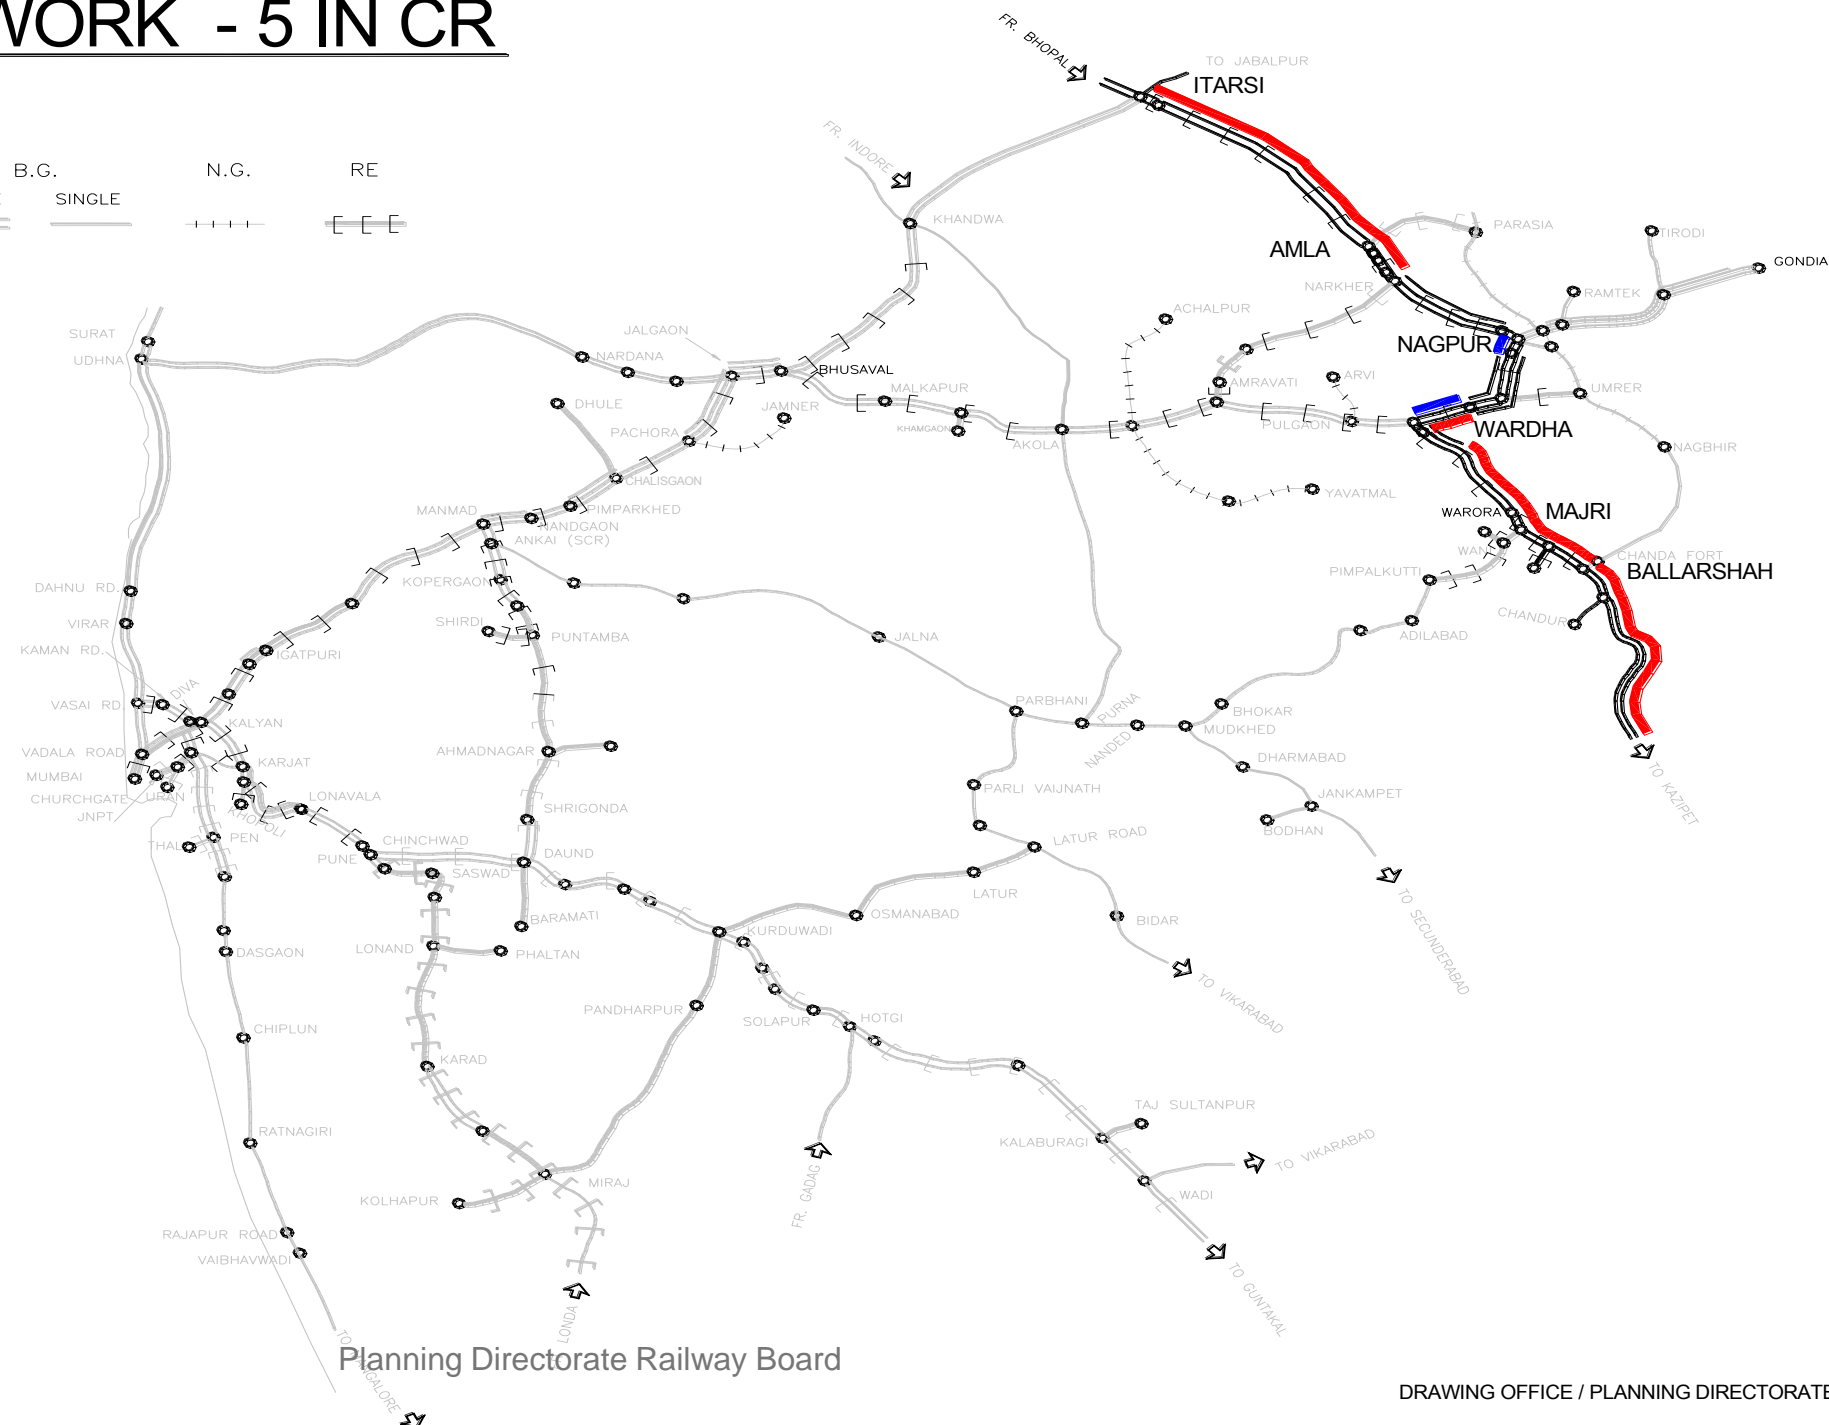 WORK - 5 IN CR
FR. BHOPAL
TO JABALPUR
ITARSI
B.G.
N.G.
RE
SINGLE
FR. INDORE
KHANDWA
PARASIA
TIRODI
AMLA
GONDIA
NARKHER
RAMTEK
ACHALPUR
SURAT
JALGAON
UDHNA
NARDANA
NAGPUR
BHUSAVAL
MALKAPUR
AMRAVATI
ARVI
UMRER
DHULE
JAMNER
KHAMGAON
PULGAON
WARDHA
PACHORA
AKOLA
NAGBHIR
CHALISGAON
YAVATMAL
MANMAD
PIMPARKHED
WARORA
MAJRI
NANDGAON
ANKAI (SCR)
WANI
CHANDA FORT
KOPERGAON
PIMPALKUTTI
BALLARSHAH
DAHNU RD.
CHANDUR
VIRAR
SHIRDI
PUNTAMBA
JALNA
ADILABAD
KAMAN RD.
IGATPURI
DIVA
VASAI RD.
PARBHANI
PURNA
BHOKAR
KALYAN
MUDKHED
NANDED
VADALA ROAD
AHMADNAGAR
DHARMABAD
KARJAT
MUMBAI
PARLI VAIJNATH
TO KAZIPET
CHURCHGATE
URAN
LONAVALA
JANKAMPET
JNPT
KHOPOLI
SHRIGONDA
BODHAN
PEN
LATUR ROAD
THAL
CHINCHWAD
PUNE
DAUND
SASWAD
LATUR
BARAMATI
OSMANABAD
BIDAR
TO SECUNDERABAD
KURDUWADI
LONAND
PHALTAN
DASGAON
TO VIKARABAD
PANDHARPUR
SOLAPUR
HOTGI
CHIPLUN
KARAD
TAJ SULTANPUR
RATNAGIRI
KALABURAGI
TO VIKARABAD
FR. GADAG
MIRAJ
WADI
KOLHAPUR
RAJAPUR ROAD
VAIBHAVWADI
TO GUNTAKAL
LONDA
TO MANGALORE
Planning Directorate Railway Board
DRAWING OFFICE / PLANNING DIRECTORATE